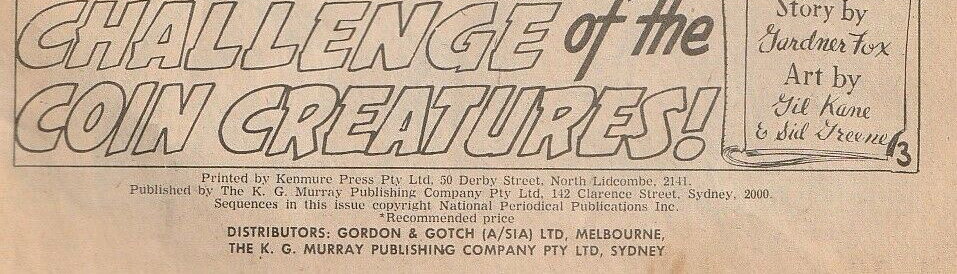 CHALLENGE of the
COIN CREATURES!
Story by
Gardner Fox
Art by
Gil Kane
& Sid Greene
13
Printed by Kenmure Press Pty Ltd, 50 Derby Street, North Lidcombe, 2141.
Published by The K. G. Murray Publishing Company Pty Ltd, 142 Clarence Street, Sydney, 2000.
Sequences in this issue copyright National Periodical Publications Inc.
*Recommended price
DISTRIBUTORS: GORDON & GOTCH (A/SIA) LTD, MELBOURNE,
THE K. G. MURRAY PUBLISHING COMPANY PTY LTD, SYDNEY